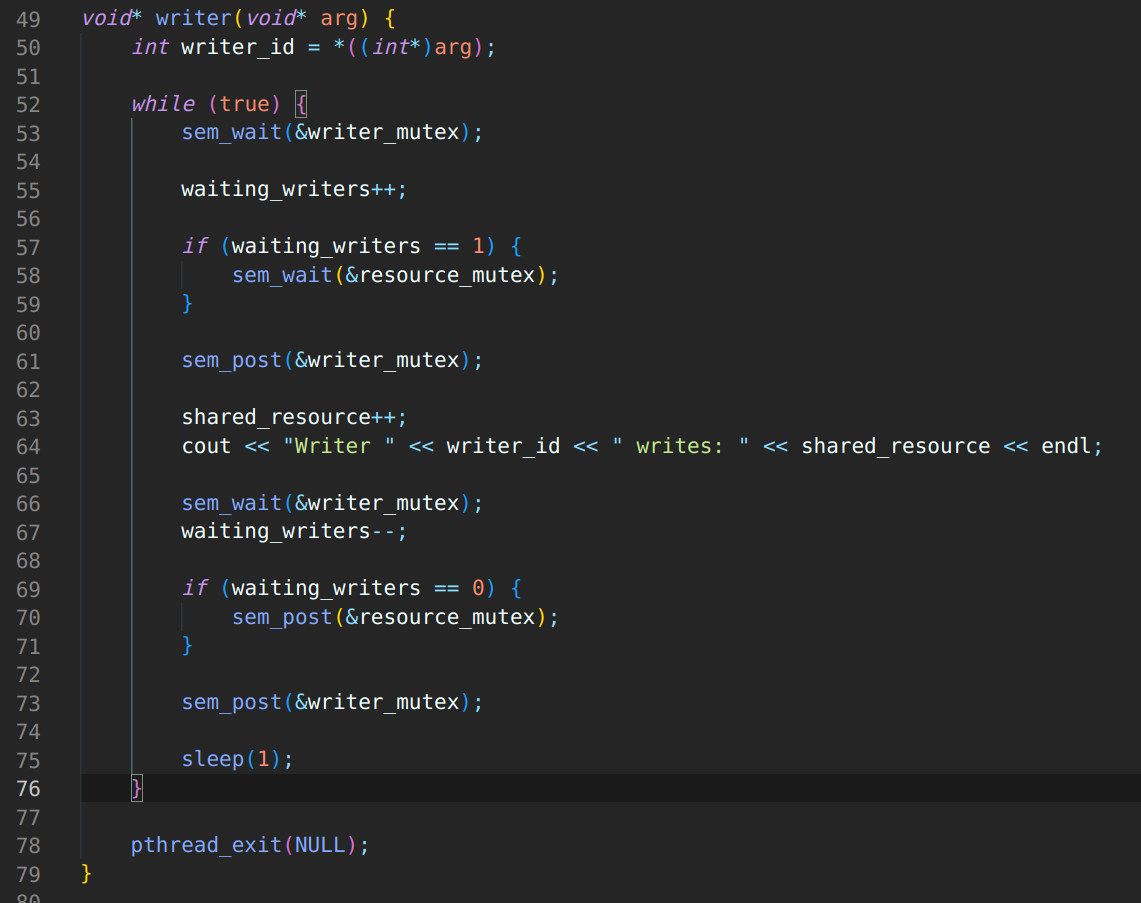 49 void* writer(void* arg) {
50     int writer_id = *((int*)arg);
51
52     while (true) {
53         sem_wait(&writer_mutex);
54
55         waiting_writers++;
56
57         if (waiting_writers == 1) {
58             sem_wait(&resource_mutex);
59         }
60
61         sem_post(&writer_mutex);
62
63         shared_resource++;
64         cout << "Writer " << writer_id << " writes: " << shared_resource << endl;
65
66         sem_wait(&writer_mutex);
67         waiting_writers--;
68
69         if (waiting_writers == 0) {
70             sem_post(&resource_mutex);
71         }
72
73         sem_post(&writer_mutex);
74
75         sleep(1);
76     }
77
78     pthread_exit(NULL);
79 }
80